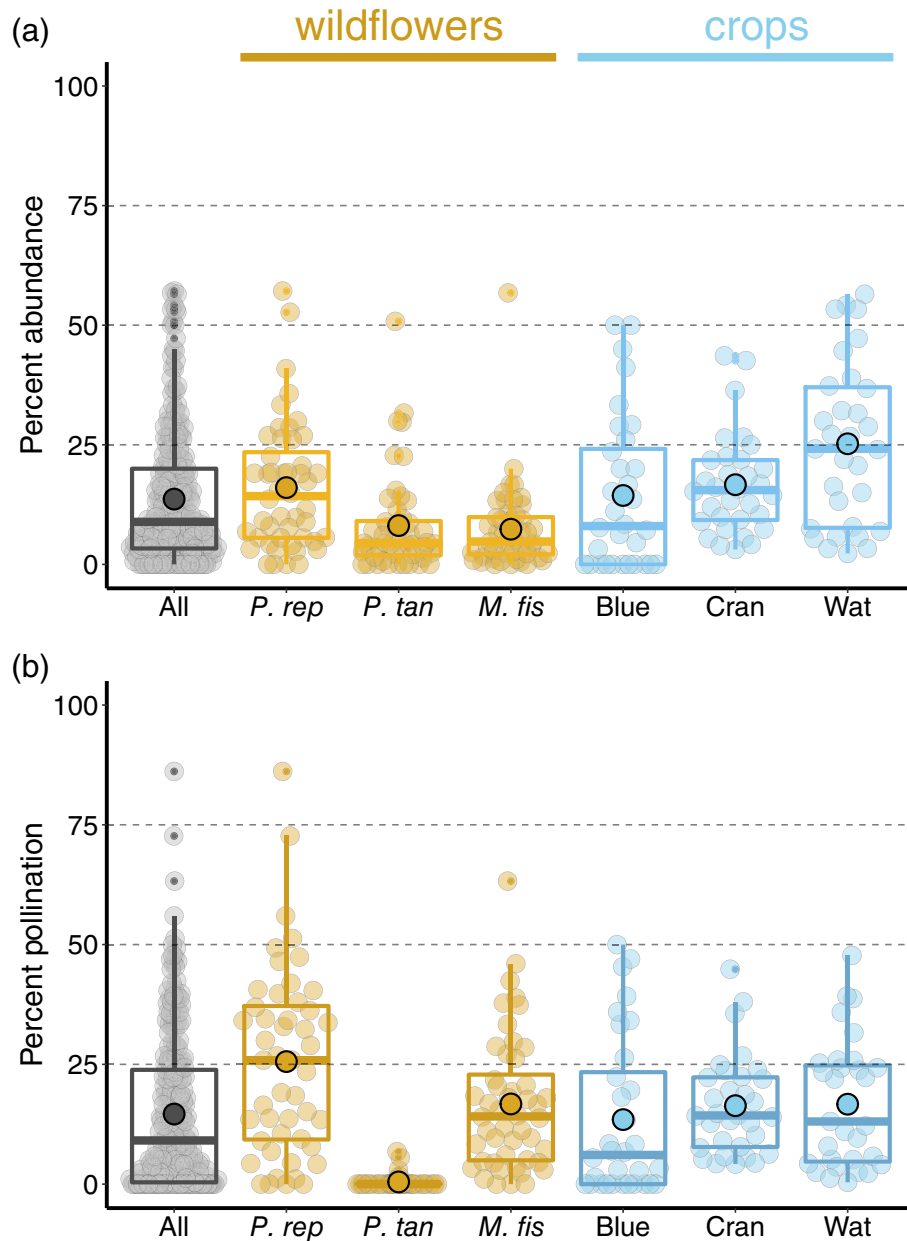 (a) wildflowers crops
100
75
50
25
0
Percent abundance
All P. rep P. tan M. fis Blue Cran Wat
(b)
100
75
50
25
0
Percent pollination
All P. rep P. tan M. fis Blue Cran Wat